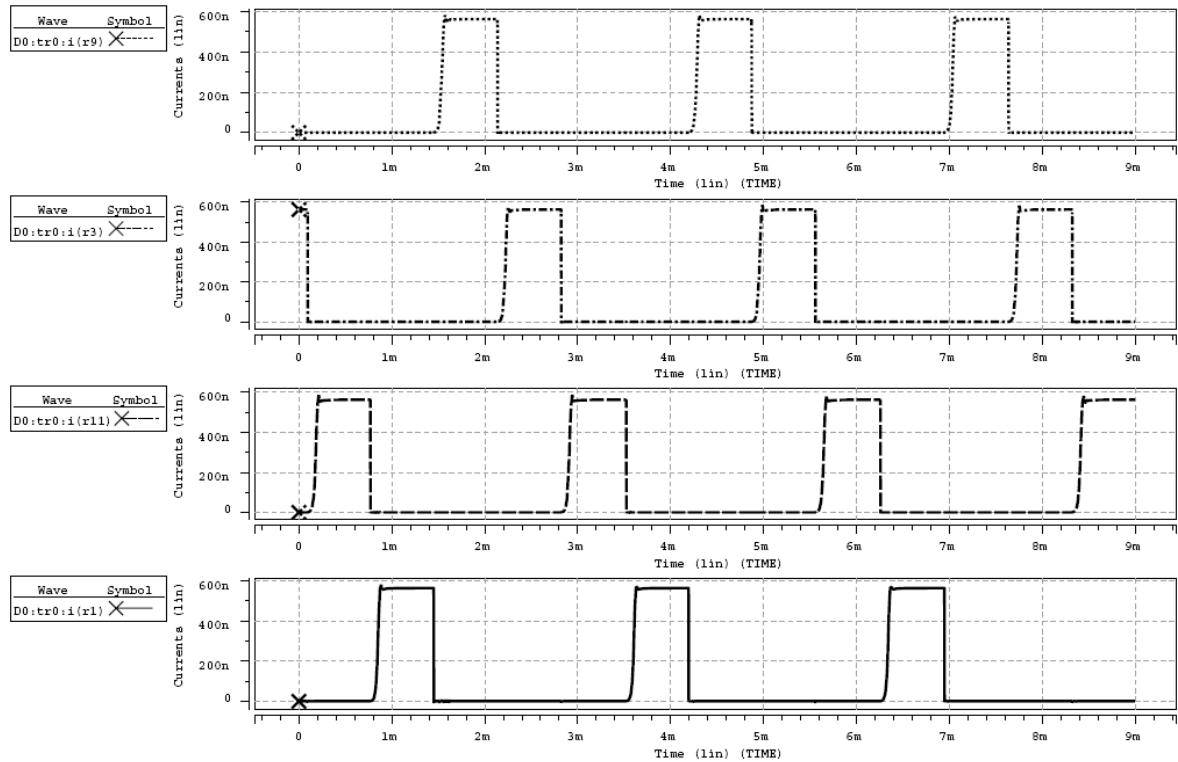 Wave Symbol
D0:tr0:i(r9)
Currents (lin)
600n
400n
200n
0
0 1m 2m 3m 4m 5m 6m 7m 8m 9m
Time (lin) (TIME)
Wave Symbol
D0:tr0:i(r3)
Currents (lin)
600n
400n
200n
0
0 1m 2m 3m 4m 5m 6m 7m 8m 9m
Time (lin) (TIME)
Wave Symbol
D0:tr0:i(r11)
Currents (lin)
600n
400n
200n
0
0 1m 2m 3m 4m 5m 6m 7m 8m 9m
Time (lin) (TIME)
Wave Symbol
D0:tr0:i(r1)
Currents (lin)
600n
400n
200n
0
0 1m 2m 3m 4m 5m 6m 7m 8m 9m
Time (lin) (TIME)